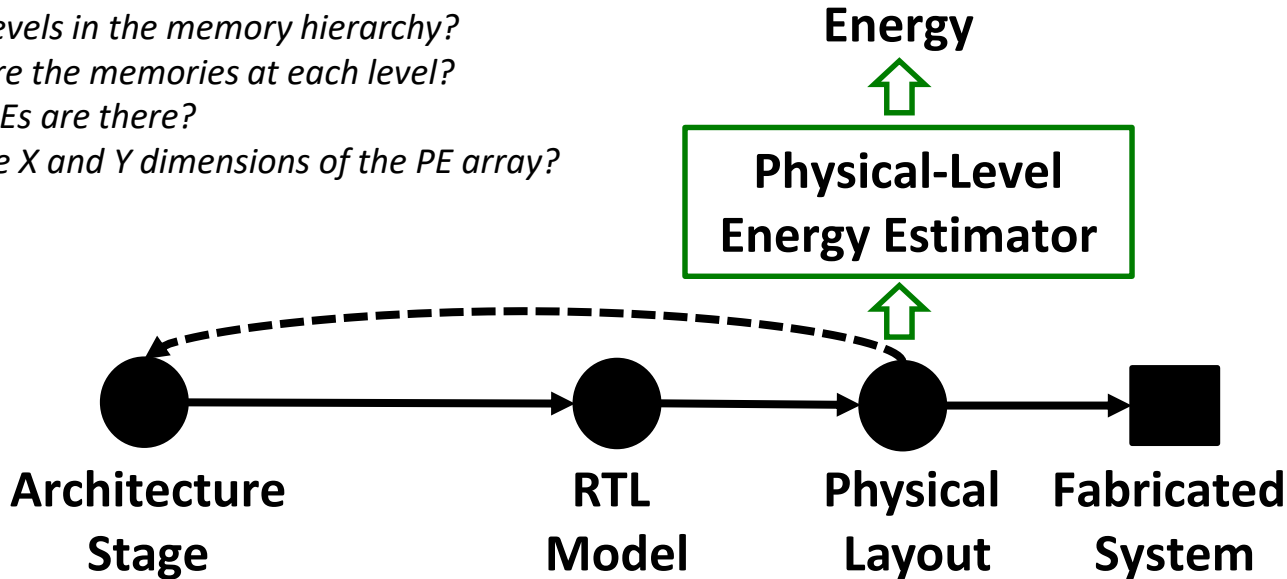 evels in the memory hierarchy?
re the memories at each level?
Es are there?
e X and Y dimensions of the PE array?
Energy
Physical-Level
Energy Estimator
Architecture
Stage
RTL
Model
Physical
Layout
Fabricated
System